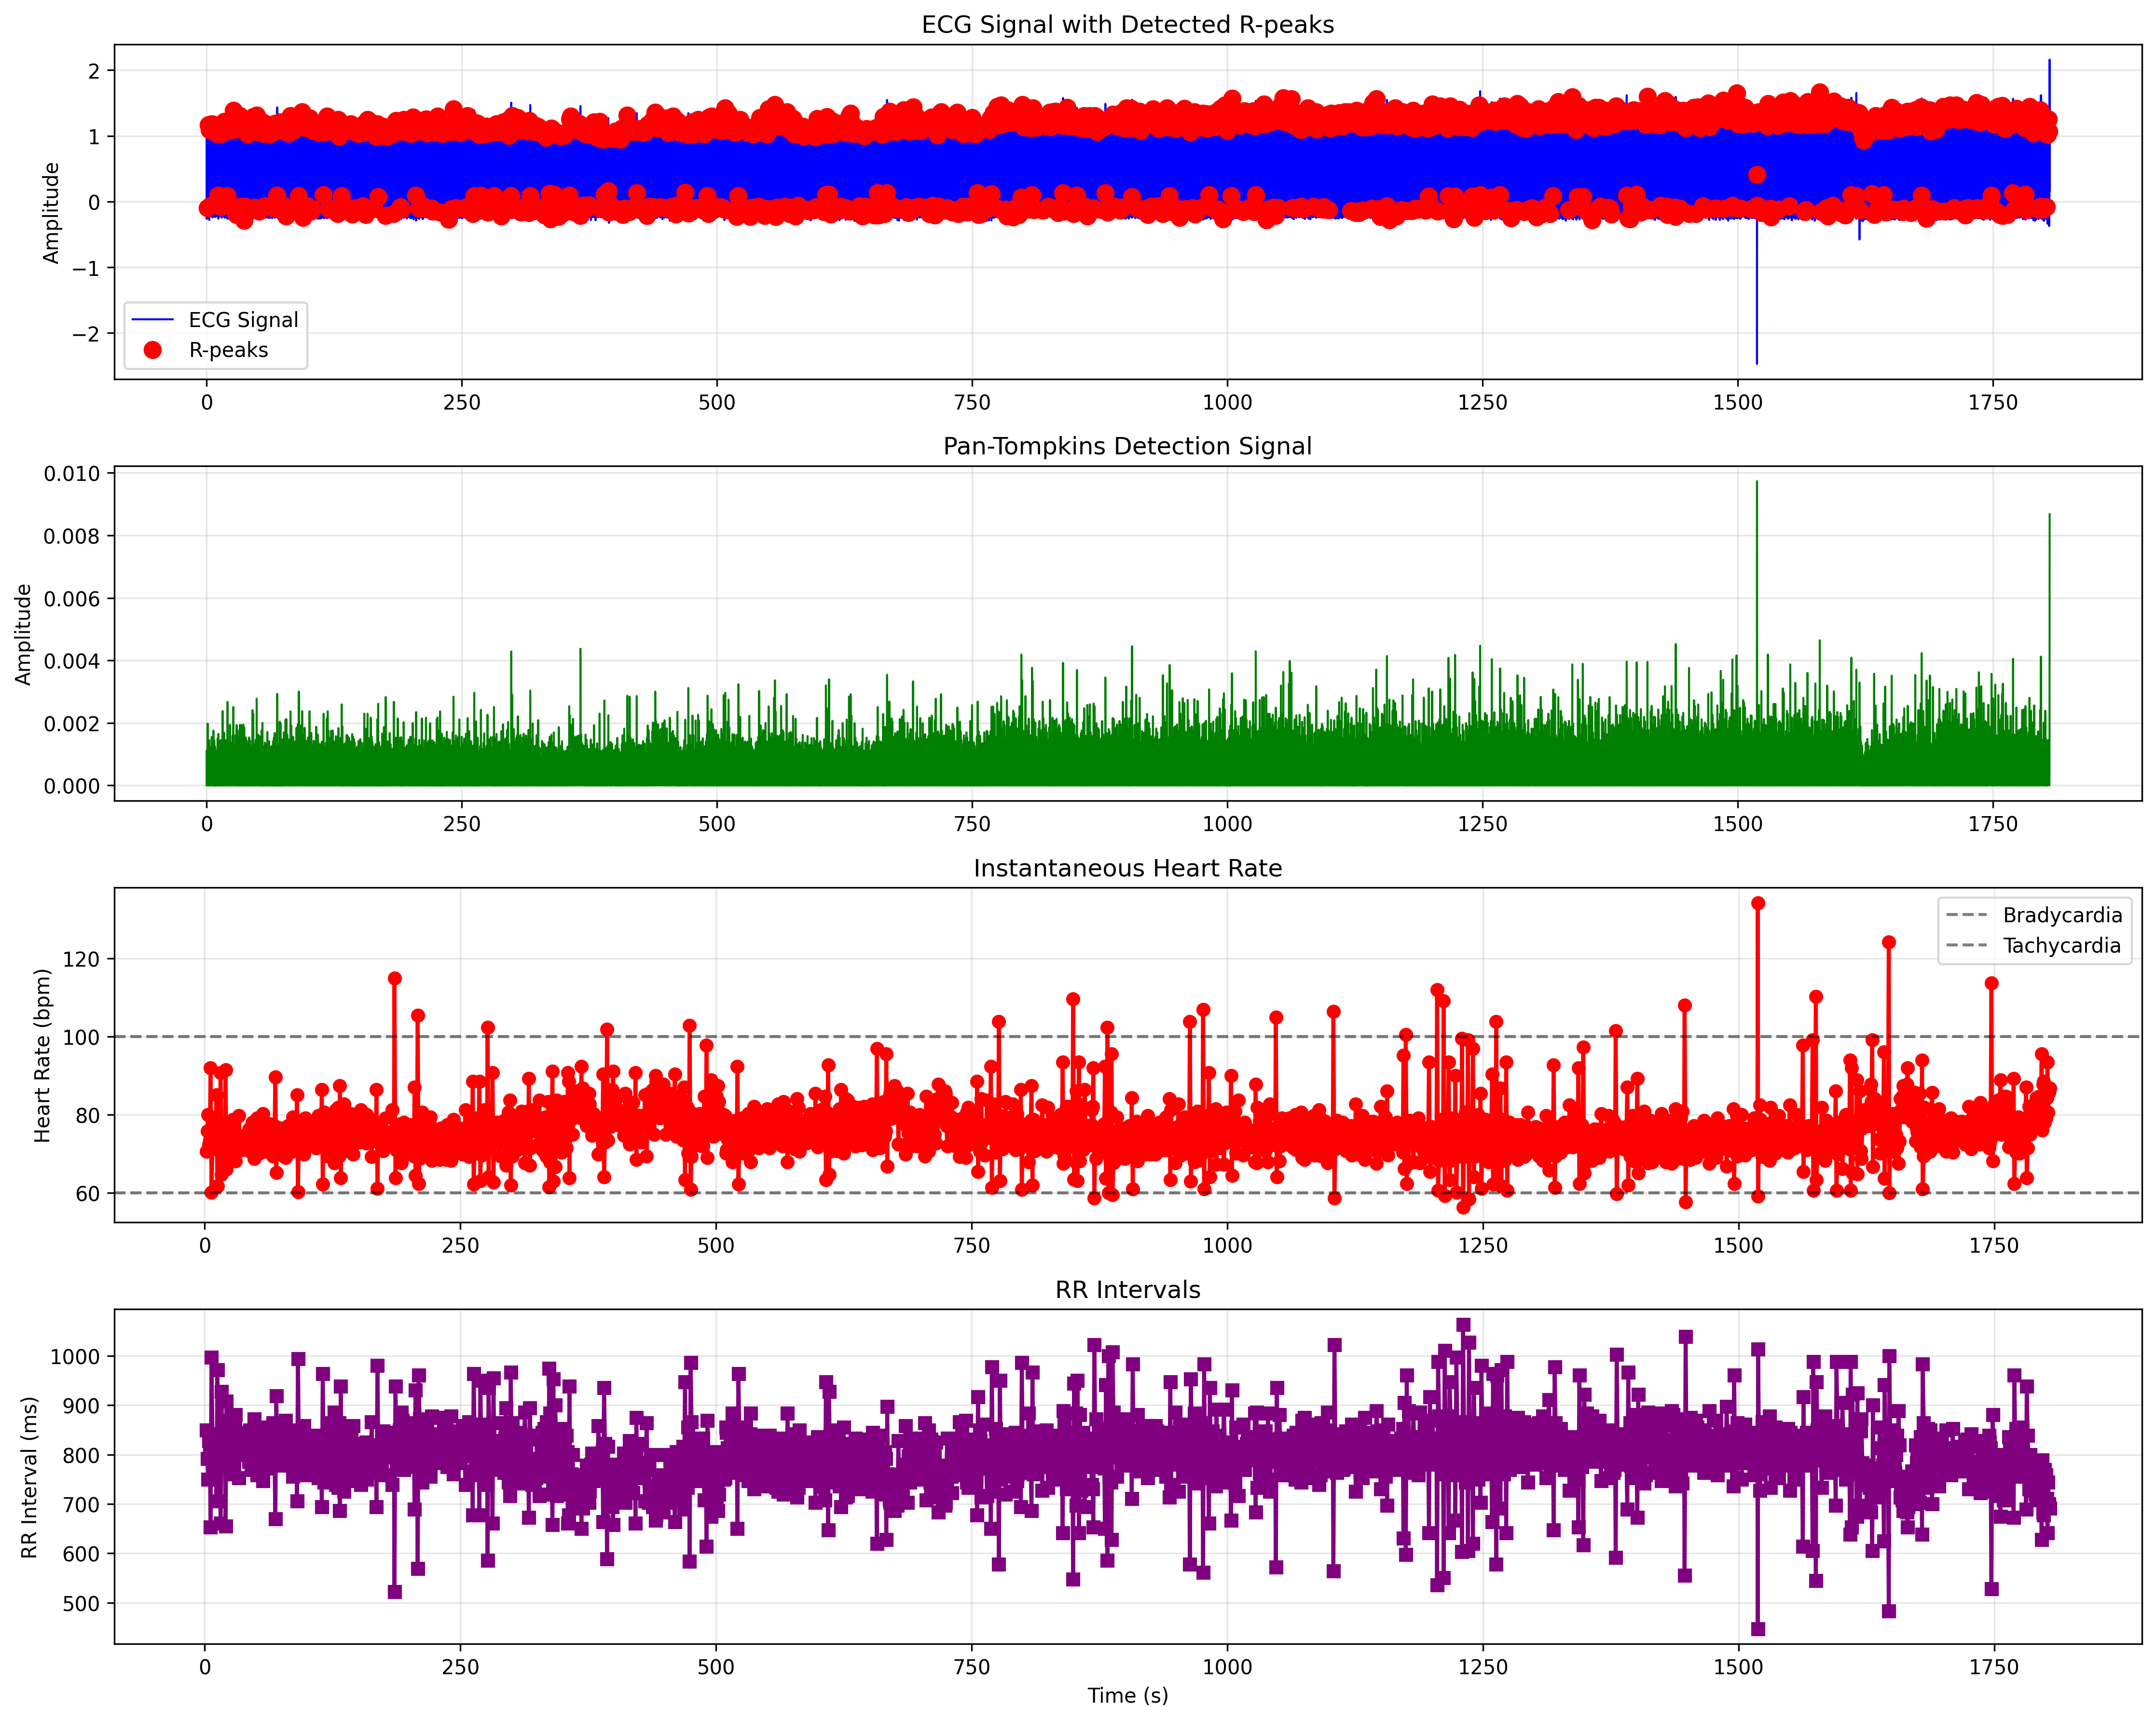 ECG Signal with Detected R-peaks
2
1
0
−1
−2
Amplitude
ECG Signal
R-peaks
0 250 500 750 1000 1250 1500 1750
Pan-Tompkins Detection Signal
0.010
0.008
0.006
0.004
0.002
0.000
Amplitude
0 250 500 750 1000 1250 1500 1750
Instantaneous Heart Rate
120
100
80
60
Heart Rate (bpm)
Bradycardia
Tachycardia
0 250 500 750 1000 1250 1500 1750
RR Intervals
1000
900
800
700
600
500
RR Interval (ms)
0 250 500 750 1000 1250 1500 1750
Time (s)